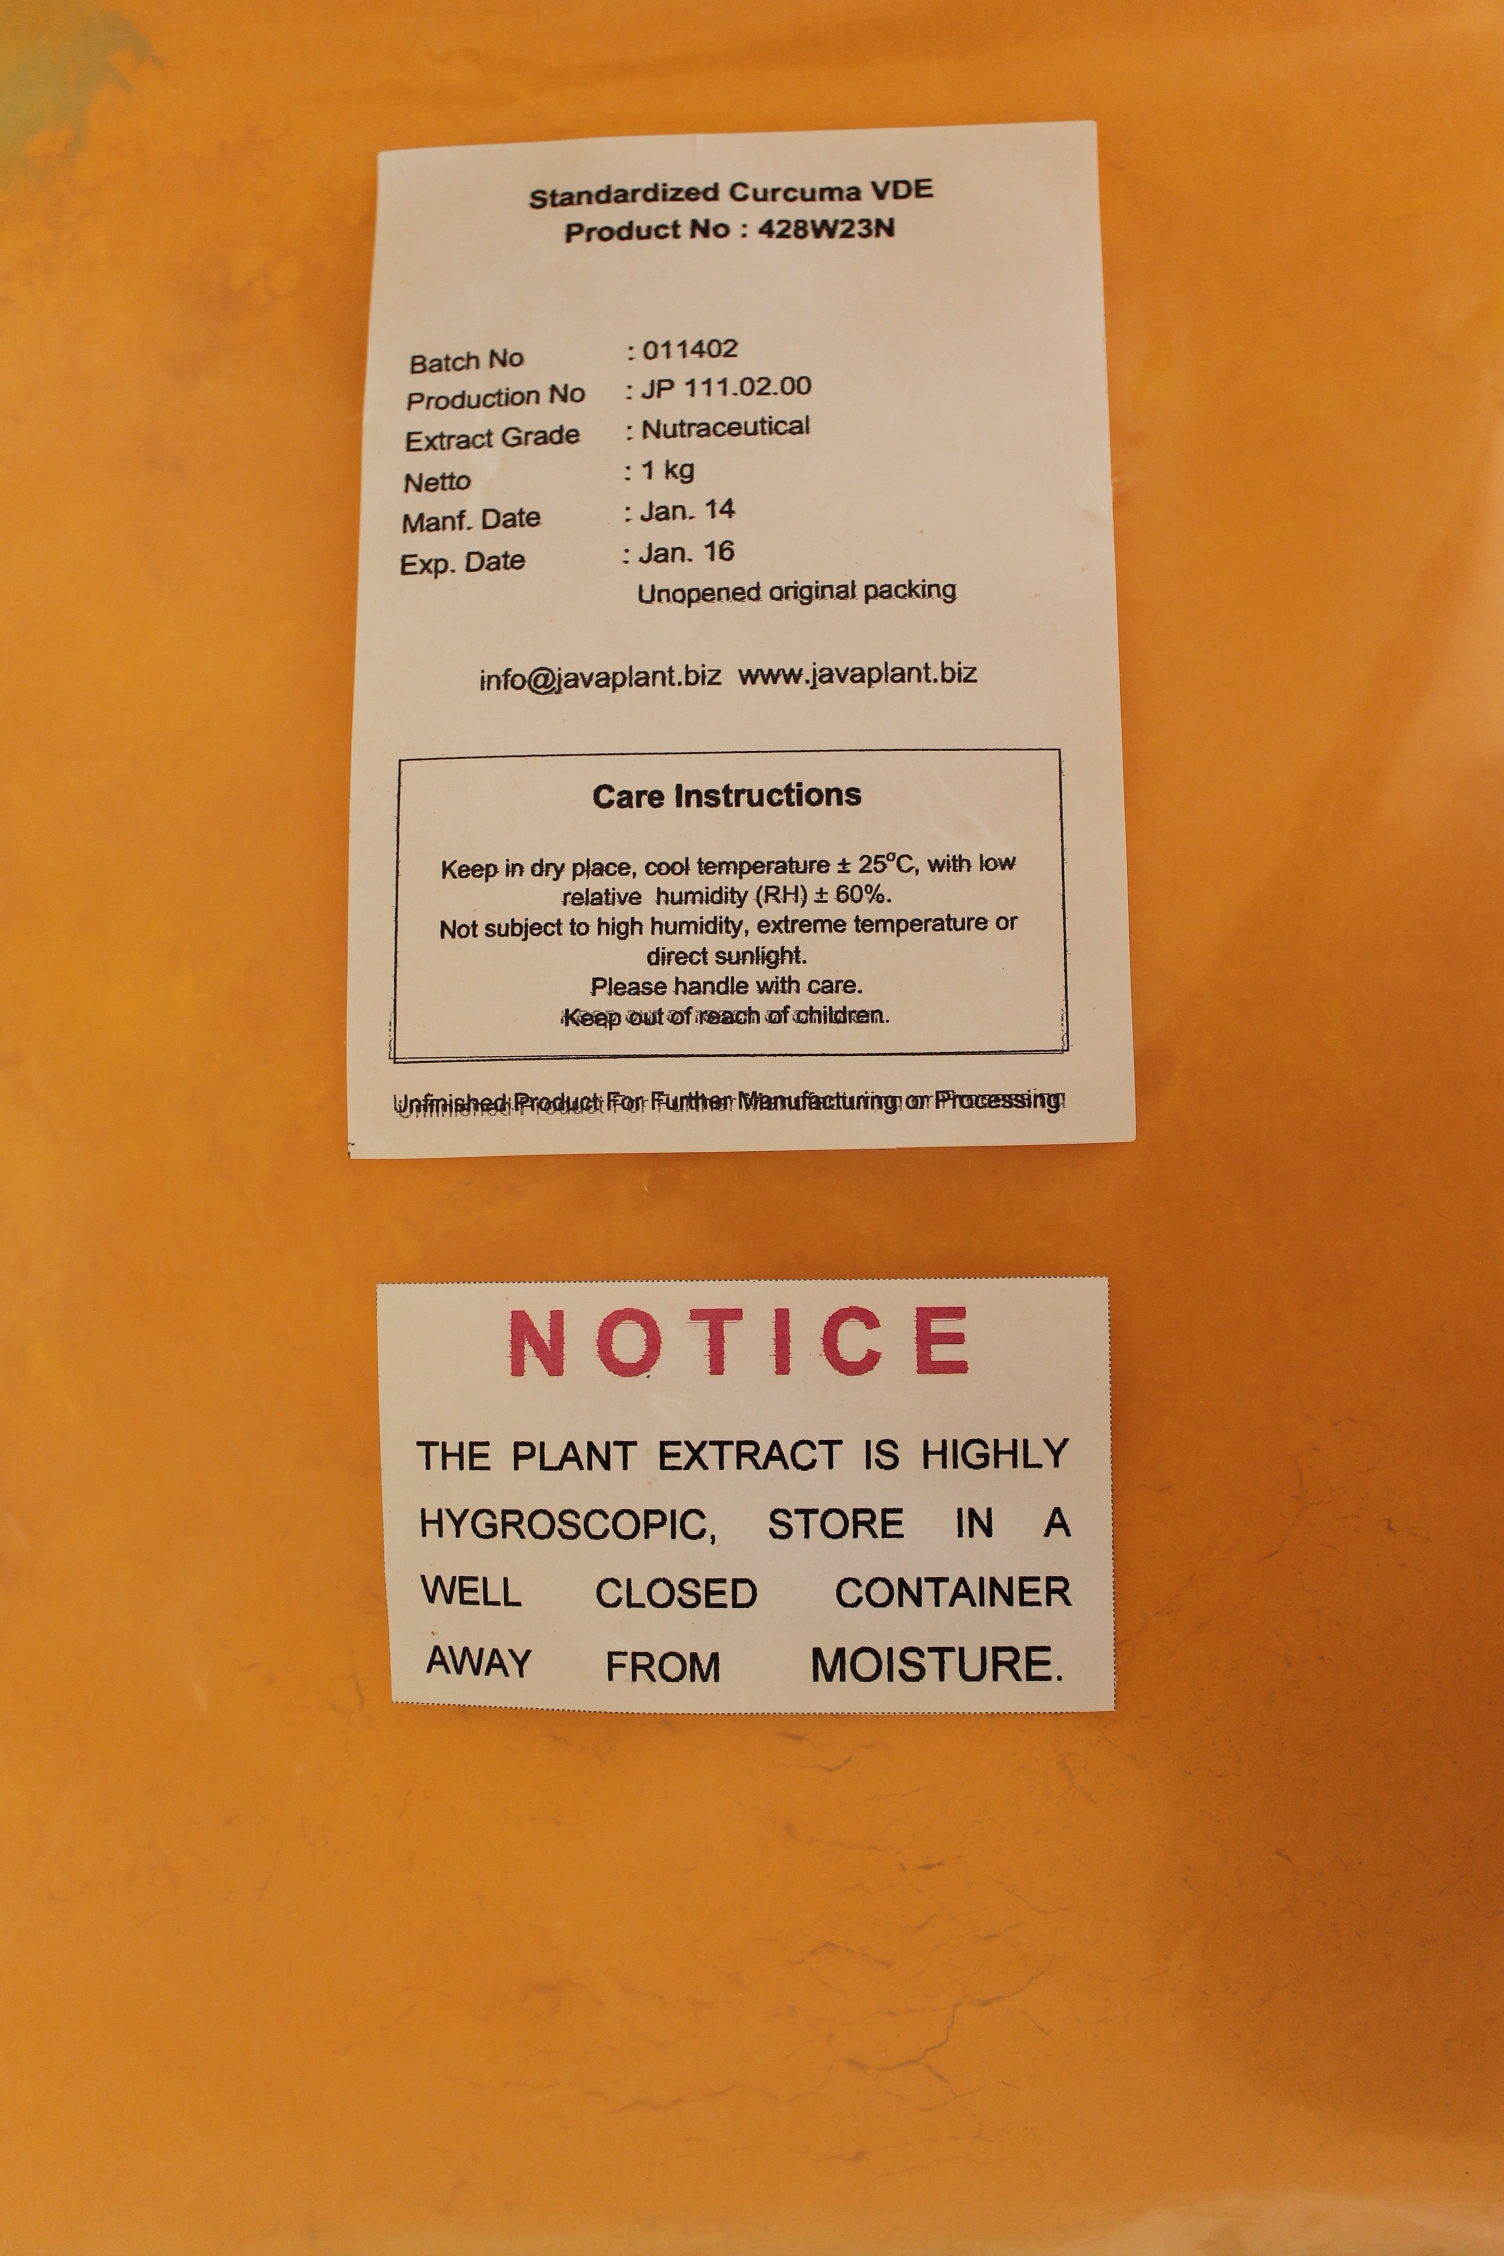 Standardized Curcuma VDE
Product No : 428W23N
Batch No : 011402
Production No : JP 111.02.00
Extract Grade : Nutraceutical
Netto : 1 kg
Manf. Date : Jan. 14
Exp. Date : Jan. 16
Unopened original packing
info@javaplant.biz www.javaplant.biz
Care Instructions
Keep in dry place, cool temperature ± 25°C, with low
relative humidity (RH) ± 60%.
Not subject to high humidity, extreme temperature or
direct sunlight.
Please handle with care.
Keep out of reach of children.
Unfinished Product For Further Manufacturing or Processing
NOTICE
THE PLANT EXTRACT IS HIGHLY
HYGROSCOPIC, STORE IN A
WELL CLOSED CONTAINER
AWAY FROM MOISTURE.